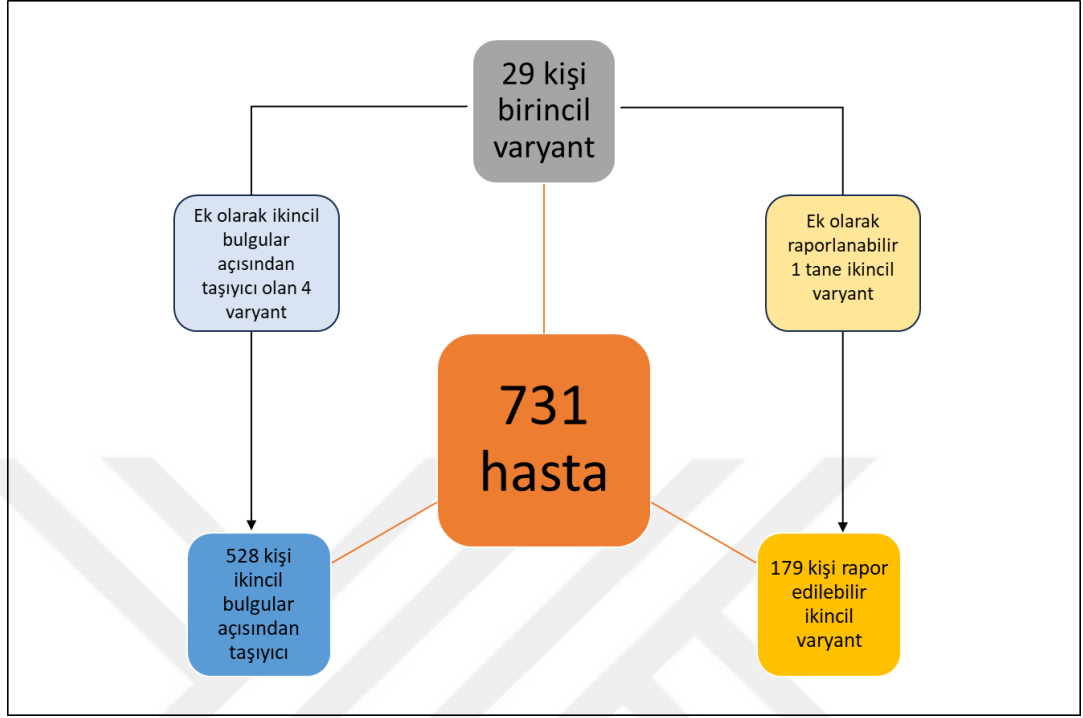 29 kişi
birincil
varyant
Ek olarak ikincil
bulgular
açısından
taşıyıcı olan 4
varyant
Ek olarak
raporlanabilir
1 tane ikincil
varyant
731
hasta
528 kişi
ikincil
bulgular
açısından
taşıyıcı
179 kişi rapor
edilebilir
ikincil
varyant